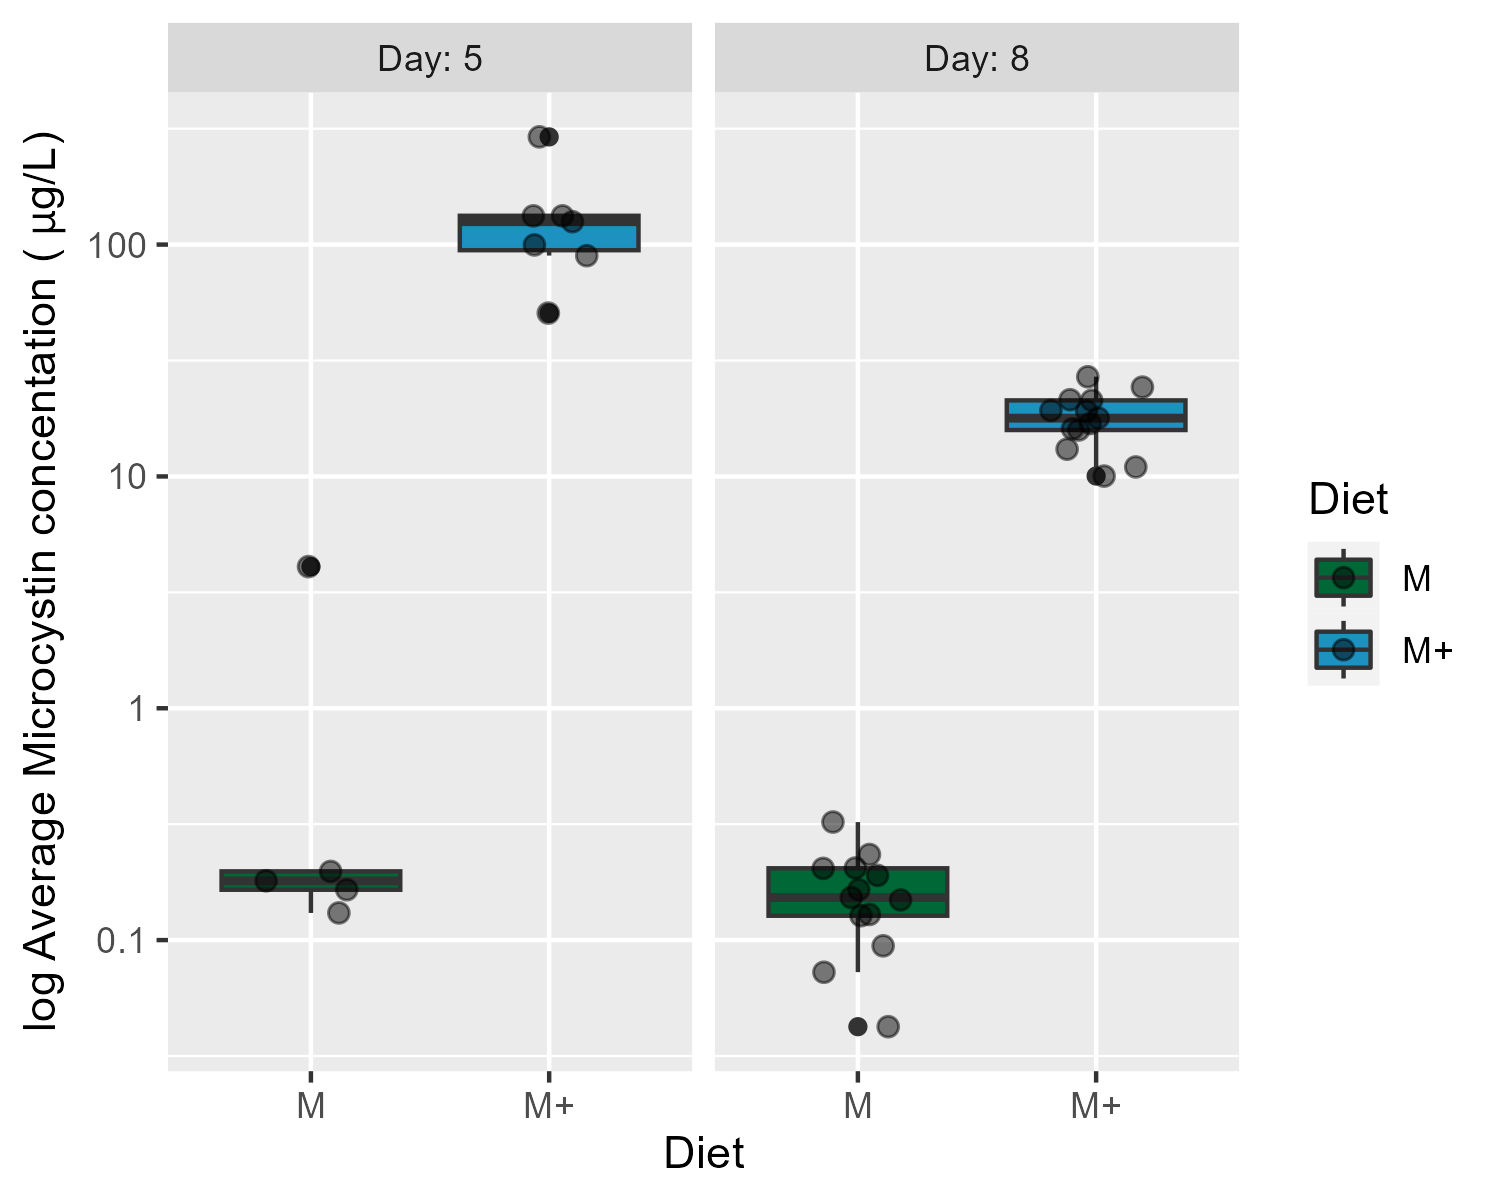 Day: 5
Day: 8
log Average Microcystin concentation ( µg/L)
100
10
1
0.1
M
M+
M
M+
Diet
Diet
M
M+